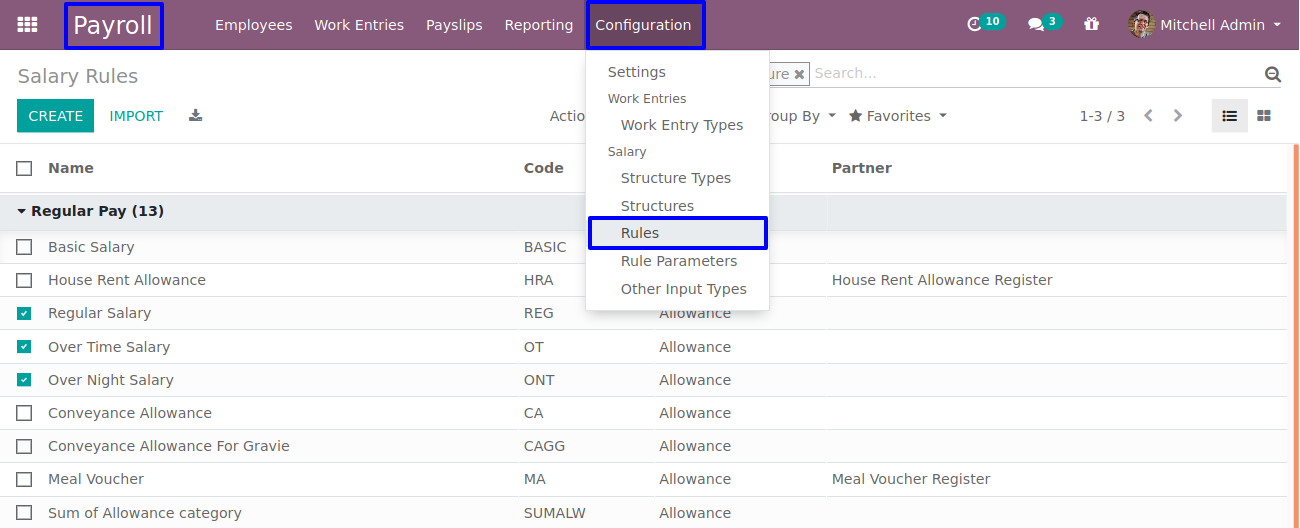 Payroll Employees Work Entries Payslips Reporting Configuration 10 3 Mitchell Admin
Salary Rules
Settings
Work Entries
Work Entry Types
Salary
Structure Types
Structures
Rules
Rule Parameters
Other Input Types
Search...
CREATE IMPORT Favorites 1-3 / 3
By
Name Code Partner
Regular Pay (13)
Basic Salary BASIC
House Rent Allowance HRA House Rent Allowance Register
Regular Salary REG Allowance
Over Time Salary OT Allowance
Over Night Salary ONT Allowance
Conveyance Allowance CA Allowance
Conveyance Allowance For Gravie CAGG Allowance
Meal Voucher MA Allowance Meal Voucher Register
Sum of Allowance category SUMALW Allowance